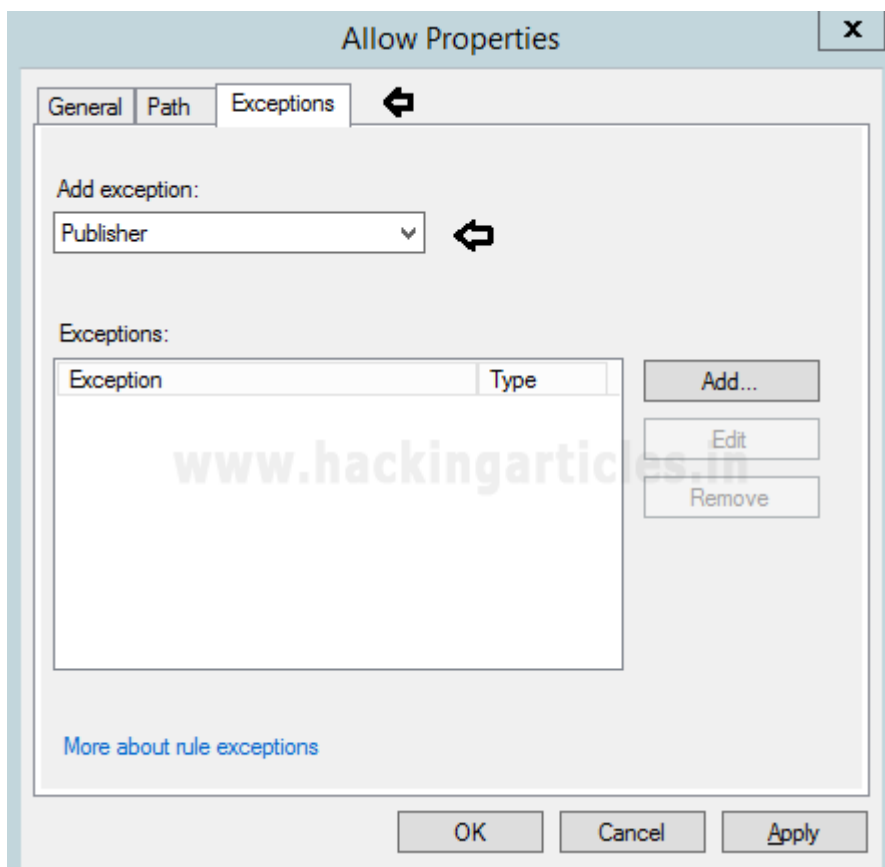 Allow Properties
x
General Path Exceptions
Add exception:
Publisher
Exceptions:
Exception Type
Add...
Edit
Remove
www.hackingarticles.in
More about rule exceptions
OK Cancel Apply